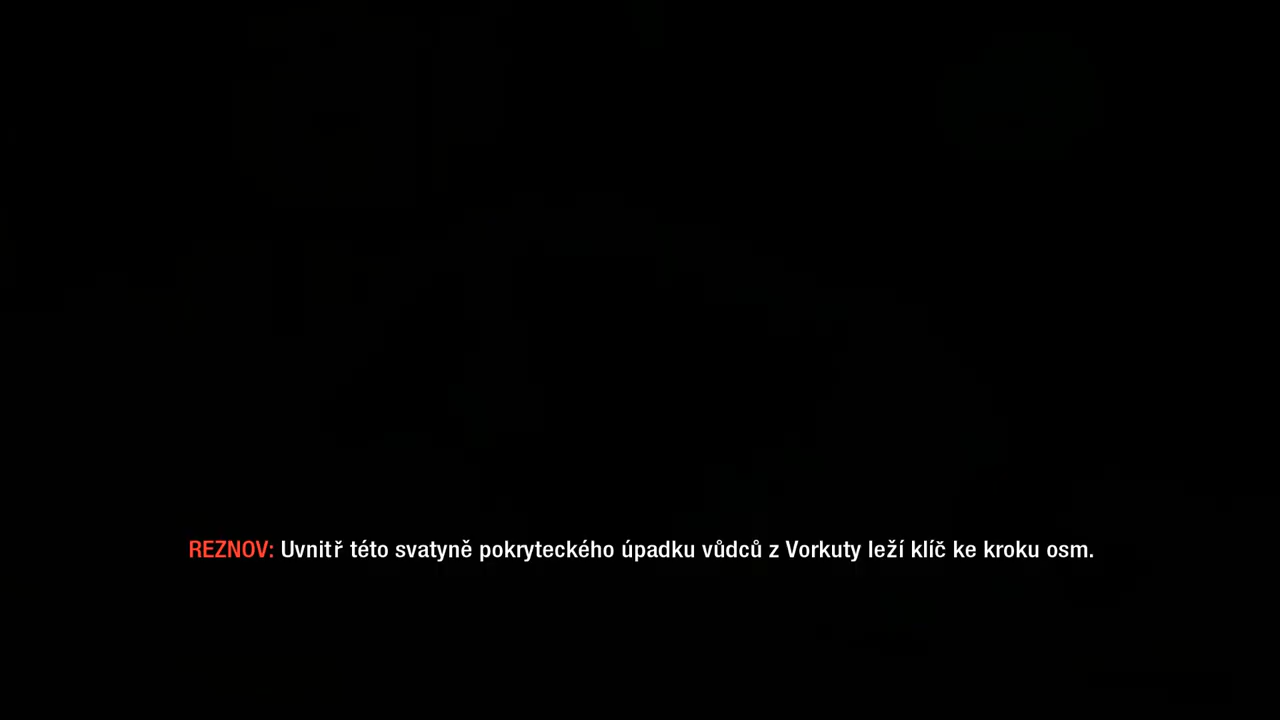 REZNOV: Uvnitř této svatyně pokryteckého úpadku vůdců z Vorkuty leží klíč ke kroku osm.